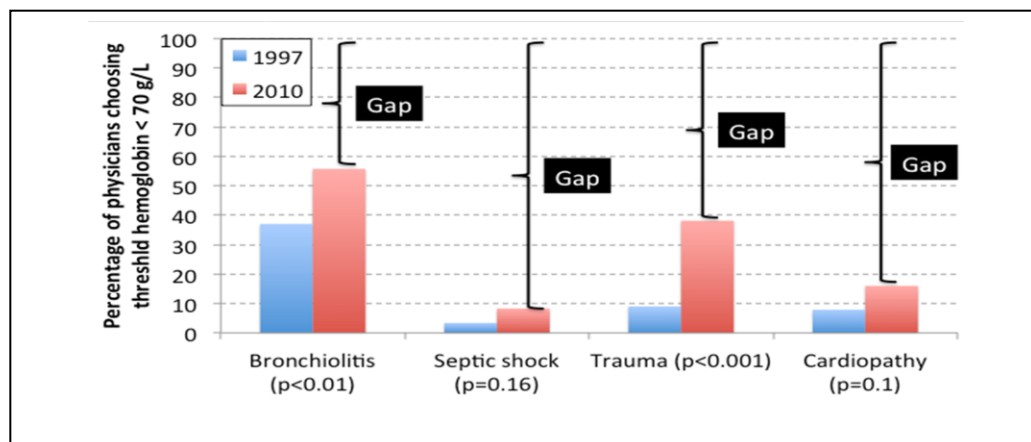 Percentage of physicians choosing
threshld hemoglobin < 70 g/L
100
90
80
70
60
50
40
30
20
10
0
1997
2010
Gap
Gap
Gap
Gap
Bronchiolitis
(p<0.01)
Septic shock
(p=0.16)
Trauma (p<0.001)
Cardiopathy
(p=0.1)